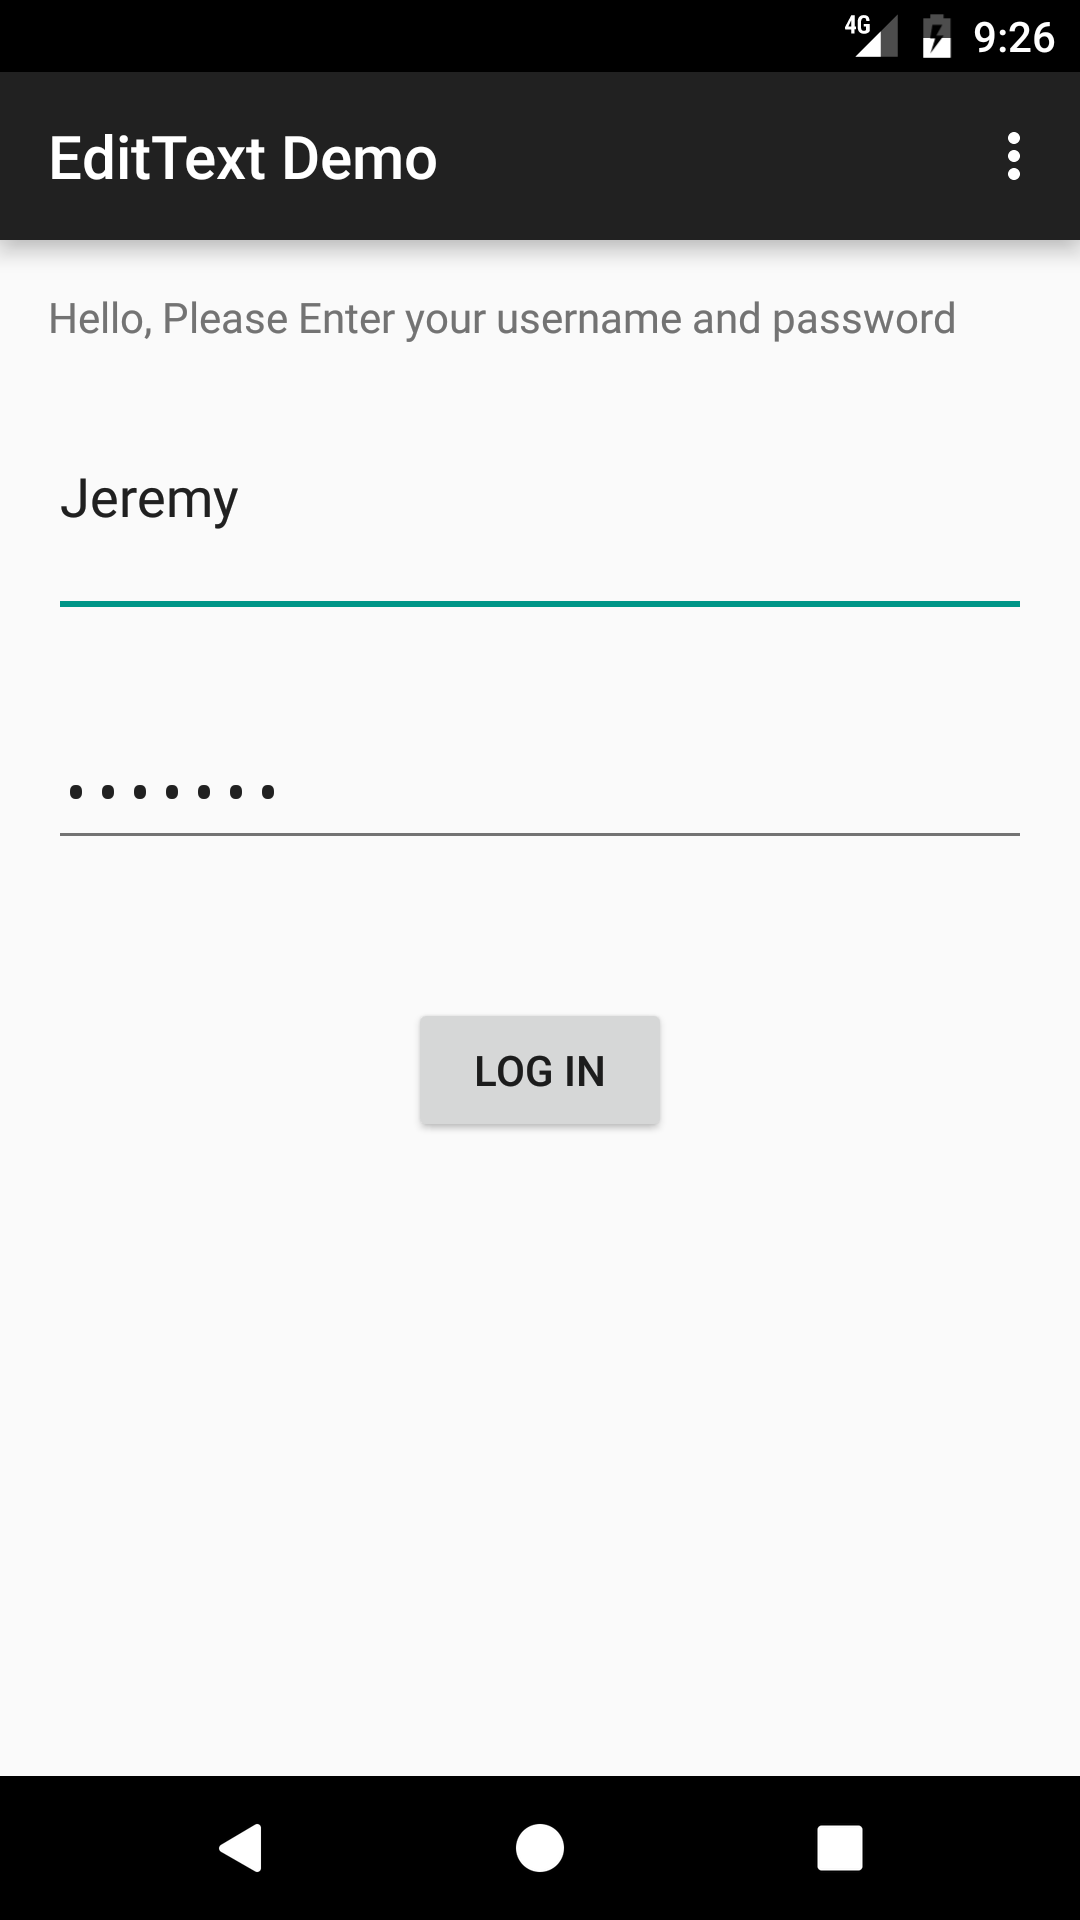 4G 9:26
EditText Demo
Hello, Please Enter your username and password
Jeremy
•••••••
LOG IN